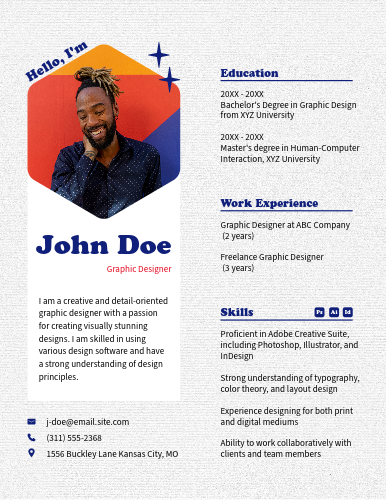 Hello, I'm
John Doe
Graphic Designer
I am a creative and detail-oriented
graphic designer with a passion
for creating visually stunning
designs. I am skilled in using
various design software and have
a strong understanding of design
principles.
j-doe@email.site.com
(311) 555-2368
1556 Buckley Lane Kansas City, MO
Education
20XX - 20XX
Bachelor's Degree in Graphic Design
from XYZ University
20XX - 20XX
Master's degree in Human-Computer
Interaction, XYZ University
Work Experience
Graphic Designer at ABC Company
(2 years)
Freelance Graphic Designer
(3 years)
Skills Ps Ai Id
Proficient in Adobe Creative Suite,
including Photoshop, Illustrator, and
InDesign
Strong understanding of typography,
color theory, and layout design
Experience designing for both print
and digital mediums
Ability to work collaboratively with
clients and team members